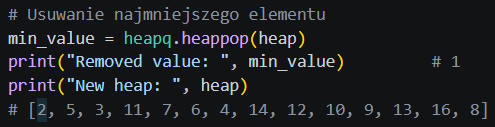 # Usuwanie najmniejszego elementu
min_value = heapq.heappop(heap)
print("Removed value: ", min_value) # 1
print("New heap: ", heap)
# [2, 5, 3, 11, 7, 6, 4, 14, 12, 10, 9, 13, 16, 8]